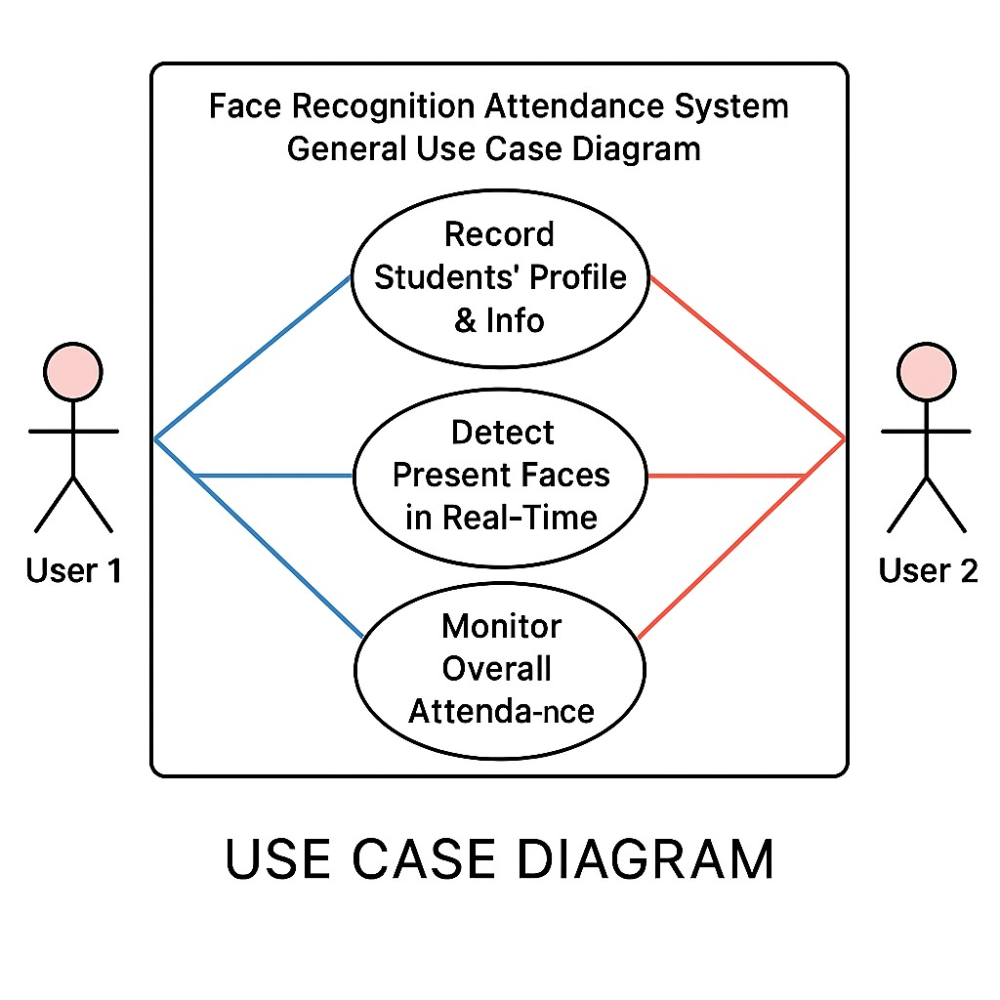 Face Recognition Attendance System
General Use Case Diagram
Record
Students' Profile
& Info
Detect
Present Faces
in Real-Time
Monitor
Overall
Attenda-nce
User 1
User 2
USE CASE DIAGRAM